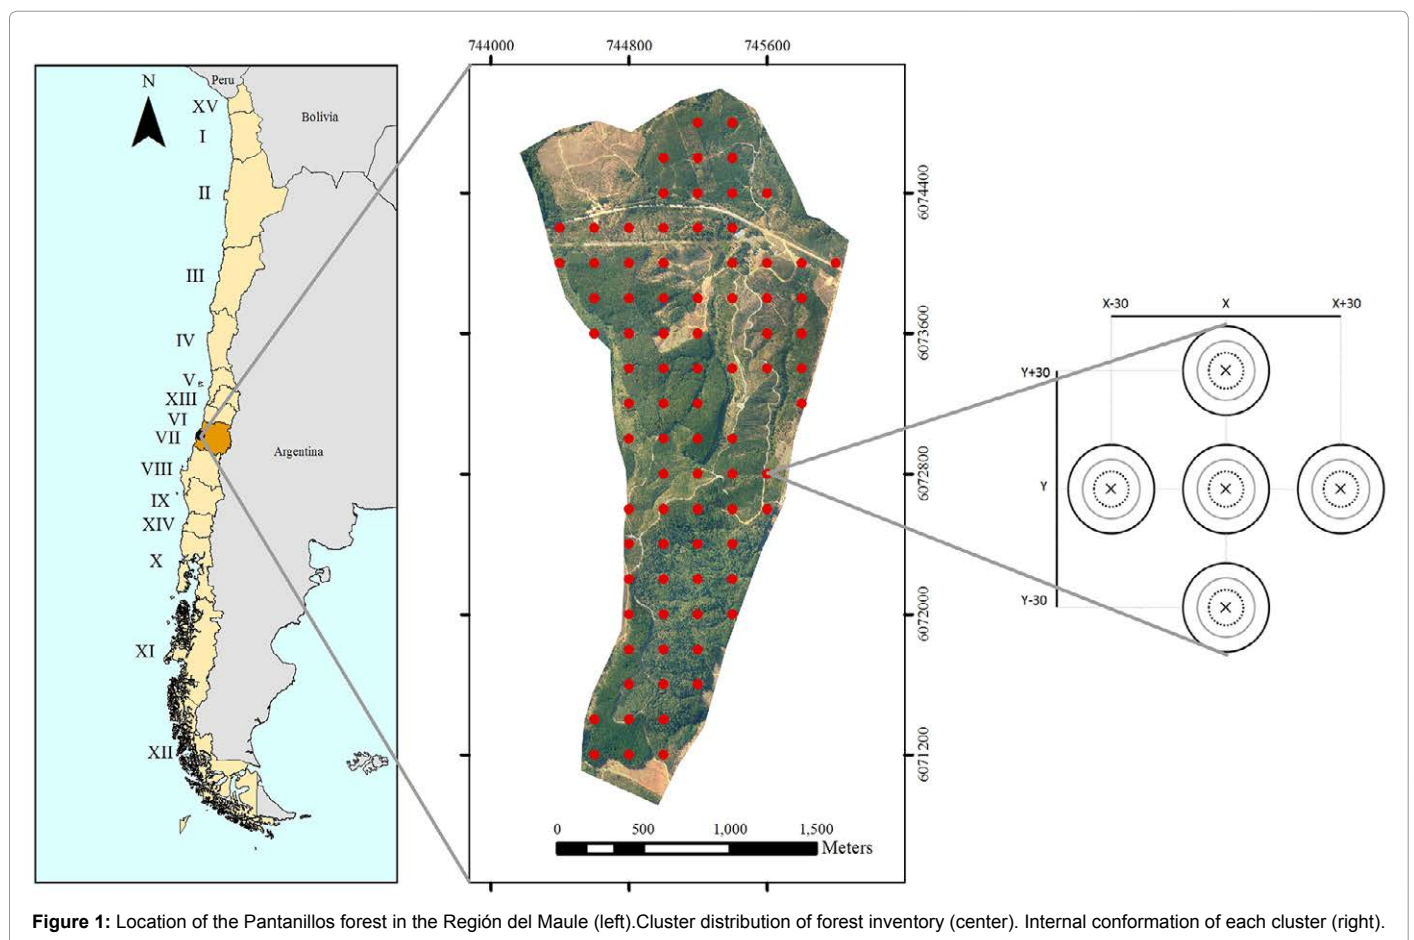 744000
744800
745600
N
Peru
Bolivia
Argentina
XV
I
II
III
IV
V
XIII
VI
VII
VIII
IX
XIV
X
XI
XII
6074400
6073600
6072800
6072000
6071200
0
500
1,000
1,500
Meters
X-30
X
X+30
Y+30
Y
Y-30
Figure 1: Location of the Pantanillos forest in the Región del Maule (left).Cluster distribution of forest inventory (center). Internal conformation of each cluster (right).